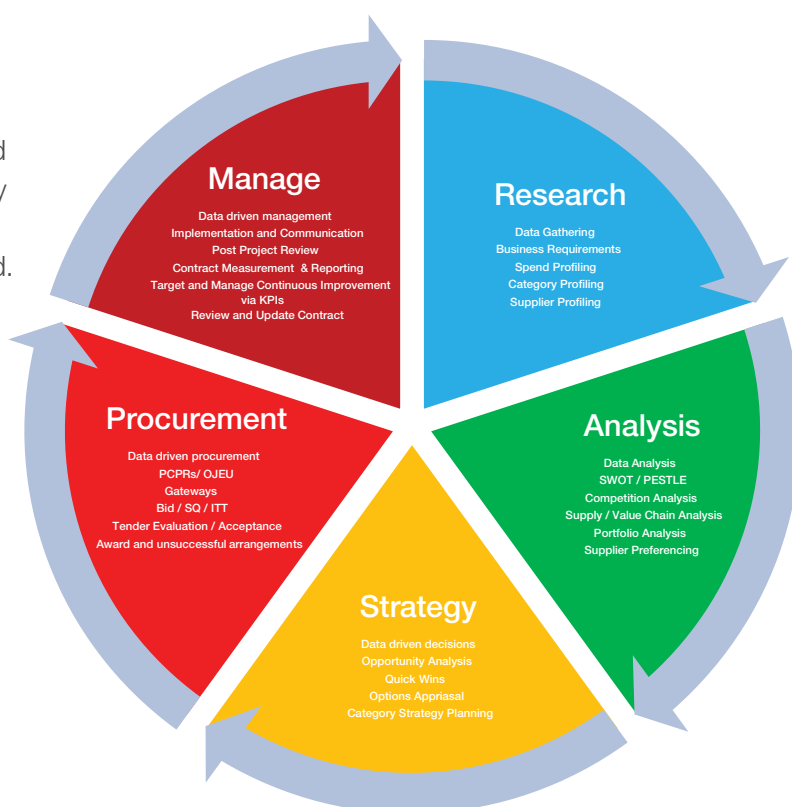 d
/
d.
Manage
Data driven management
Implementation and Communication
Post Project Review
Contract Measurement & Reporting
Target and Manage Continuous Improvement
via KPIs
Review and Update Contract
Research
Data Gathering
Business Requirements
Spend Profiling
Category Profiling
Supplier Profiling
Analysis
Data Analysis
SWOT / PESTLE
Competition Analysis
Supply / Value Chain Analysis
Portfolio Analysis
Supplier Preferencing
Strategy
Data driven decisions
Opportunity Analysis
Quick Wins
Options Apprisal
Category Strategy Planning
Procurement
Data driven procurement
PCPRs/ OJEU
Gateways
Bid / SQ / ITT
Tender Evaluation / Acceptance
Award and unsuccessful arrangements